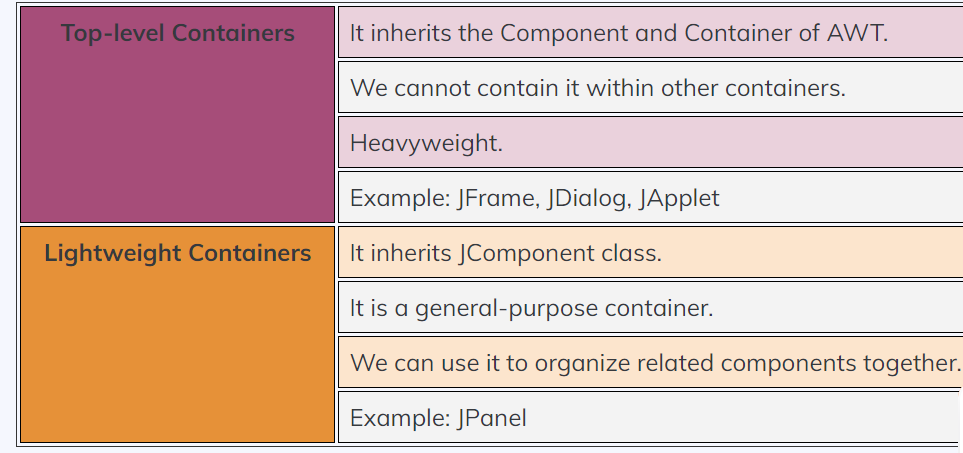 Top-level Containers
It inherits the Component and Container of AWT.
We cannot contain it within other containers.
Heavyweight.
Example: JFrame, JDialog, JApplet
Lightweight Containers
It inherits JComponent class.
It is a general-purpose container.
We can use it to organize related components together.
Example: JPanel